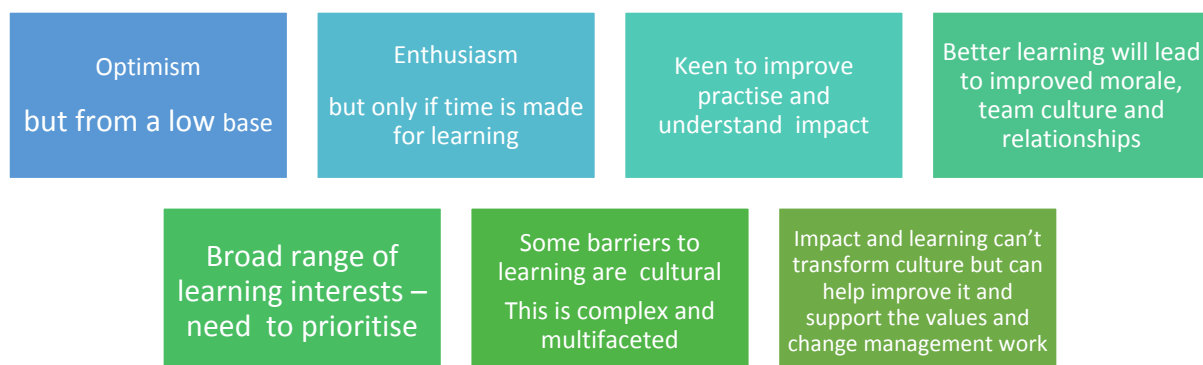 Optimism
but from a low base
Enthusiasm
but only if time is made
for learning
Keen to improve
practise and
understand  impact
Better learning will lead
to improved morale,
team culture and
relationships
Broad range of
learning interests –
need  to prioritise
Some barriers to
learning are  cultural
This is complex and
multifaceted
Impact and learning can’t
transform culture but can
help improve it and
support the values and
change management work